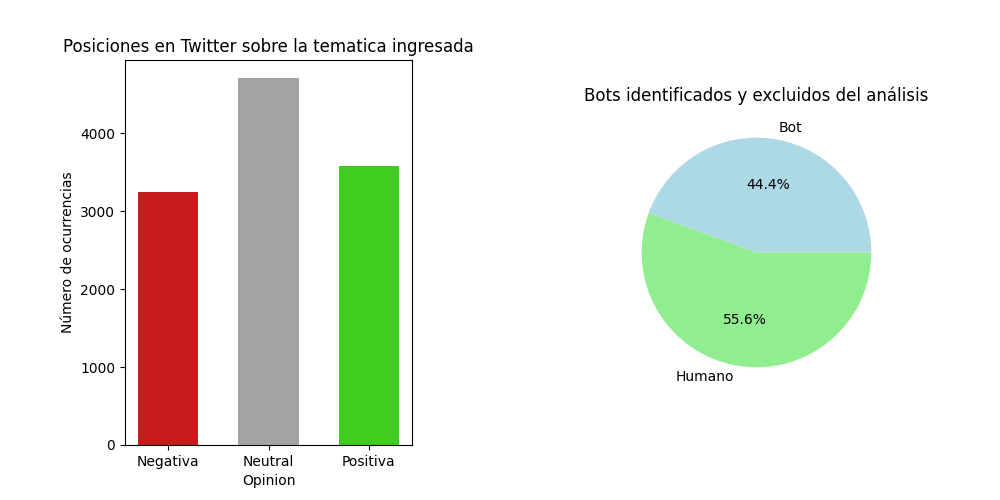 Posiciones en Twitter sobre la tematica ingresada
Número de ocurrencias
4000
3000
2000
1000
0
Negativa
Neutral
Positiva
Opinion
Bots identificados y excluidos del análisis
Bot
44.4%
55.6%
Humano